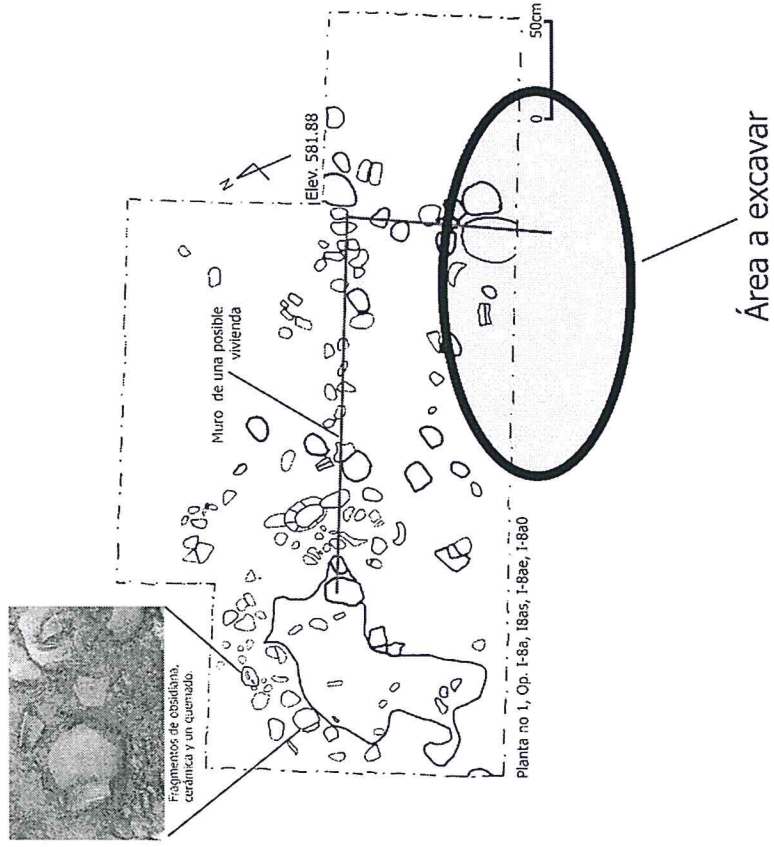 Fragmentos de obsidiana,
cerámica y un quemado.
Muro de una posible
vivienda
N
Elev. 581.88
0 50cm
Planta no 1, Op. I-8a, I8as, I-8ae, I-8a0
Área a excavar